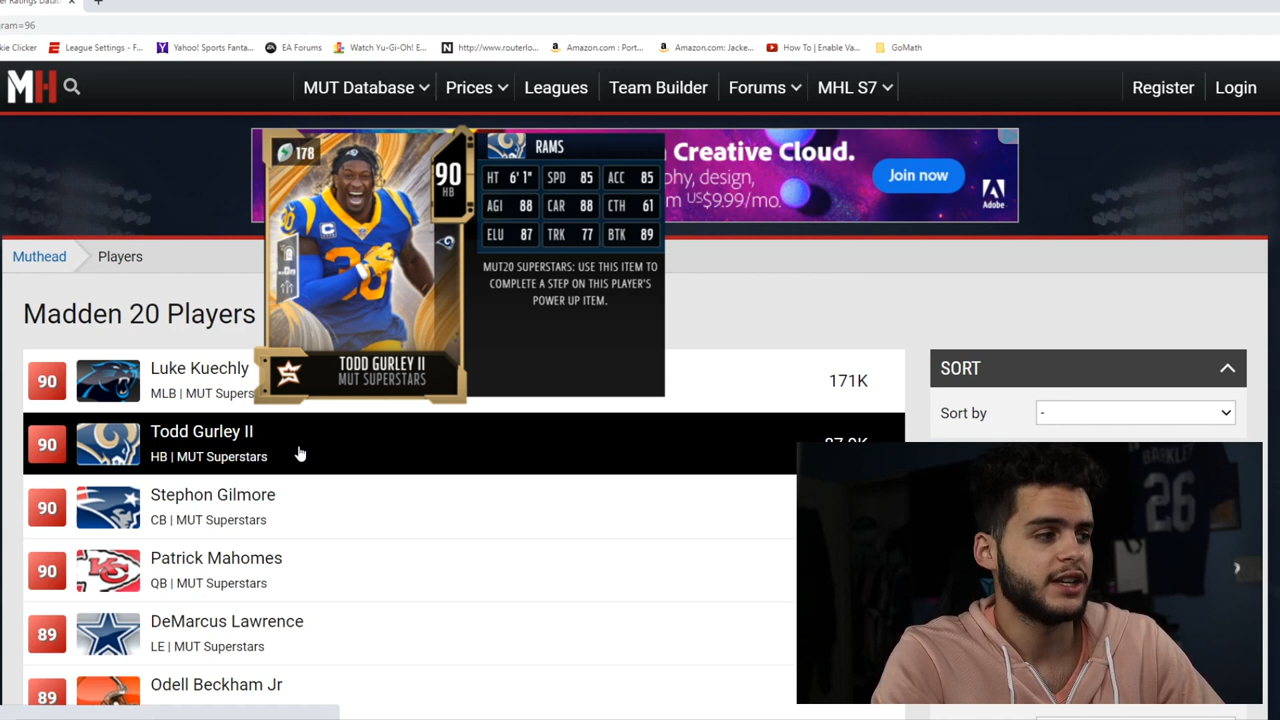 gram=96
kie Clicker
League Settings - F...
Yahoo! Sports Fanta...
EA Forums
Watch Yu-Gi-Oh! E...
http://www.routerlo...
Amazon.com : Port...
Amazon.com: Jacke...
How To | Enable Va...
GoMath
MH
MUT Database
Prices
Leagues
Team Builder
Forums
MHL S7
Register
Login
Creative Cloud.
phy, design,
m US$9.99/mo.
Join now
Adobe
178
90
HB
RAMS
HT 6' 1" SPD 85 ACC 85
AGI 88 CAR 88 CTH 61
ELU 87 TRK 77 BTK 89
MUT20 SUPERSTARS: USE THIS ITEM TO
COMPLETE A STEP ON THIS PLAYER'S
POWER UP ITEM.
TODD GURLEY II
MUT SUPERSTARS
Muthead
Players
Madden 20 Players
90
Luke Kuechly
MLB | MUT Supers
171K
90
Todd Gurley II
HB | MUT Superstars
90
Stephon Gilmore
CB | MUT Superstars
90
Patrick Mahomes
QB | MUT Superstars
89
DeMarcus Lawrence
LE | MUT Superstars
89
Odell Beckham Jr
SORT
Sort by
-
BARKLEY
26